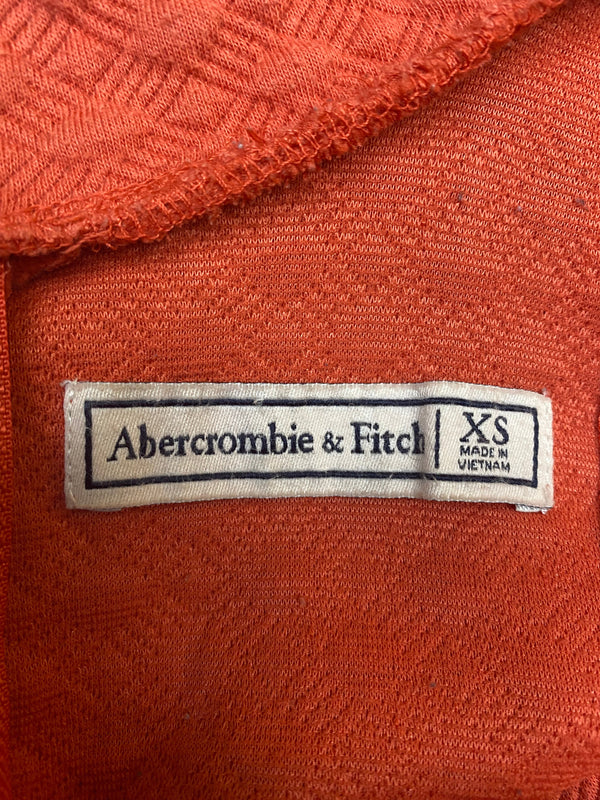 Abercrombie & Fitch
XS
MADE IN
VIETNAM